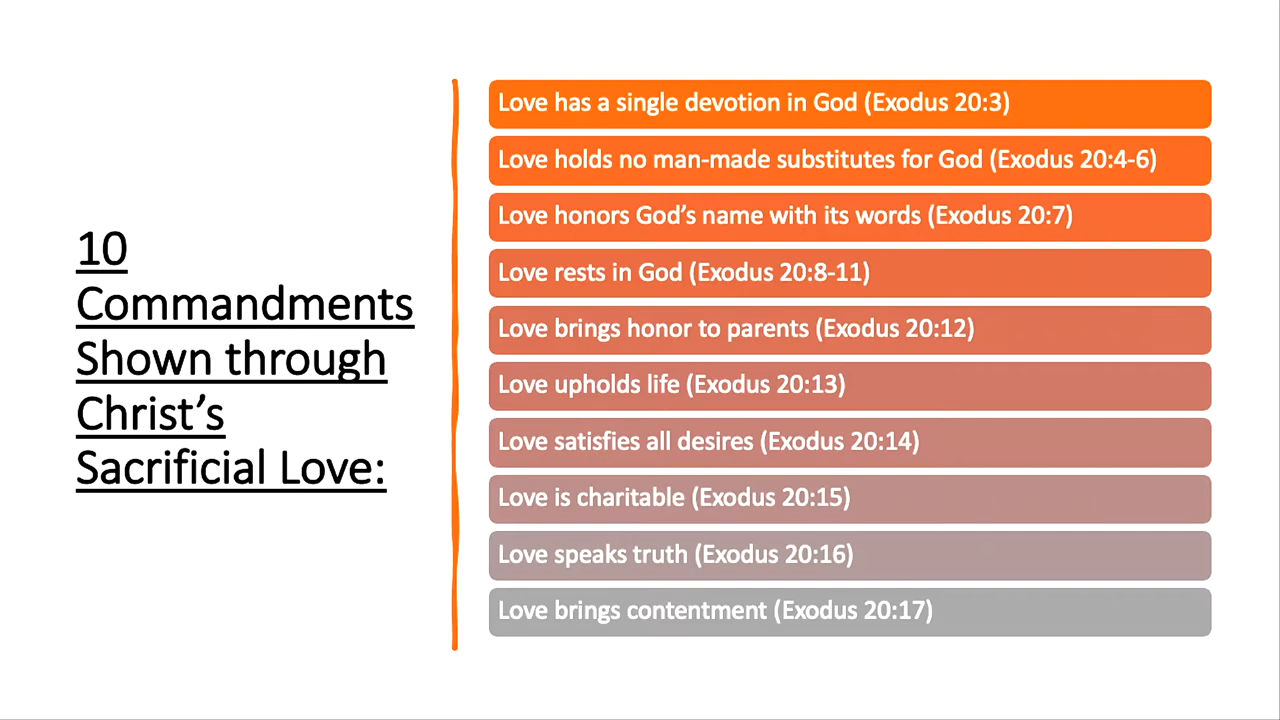 10
Commandments
Shown through
Christ’s
Sacrificial Love:
Love has a single devotion in God (Exodus 20:3)
Love holds no man-made substitutes for God (Exodus 20:4-6)
Love honors God’s name with its words (Exodus 20:7)
Love rests in God (Exodus 20:8-11)
Love brings honor to parents (Exodus 20:12)
Love upholds life (Exodus 20:13)
Love satisfies all desires (Exodus 20:14)
Love is charitable (Exodus 20:15)
Love speaks truth (Exodus 20:16)
Love brings contentment (Exodus 20:17)